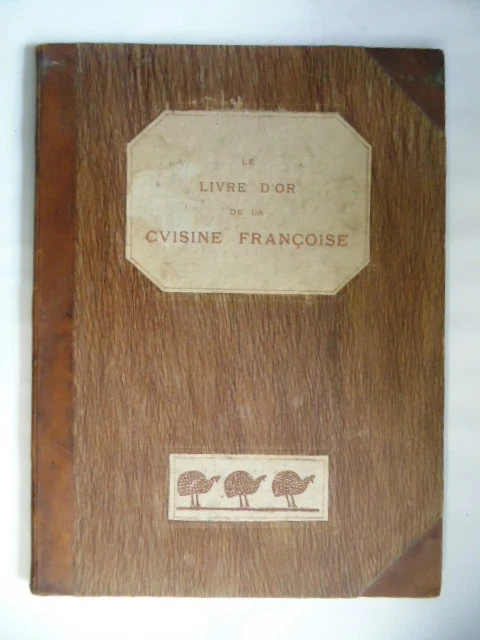 LE
LIVRE D'OR
DE LA
CVISINE FRANÇOISE